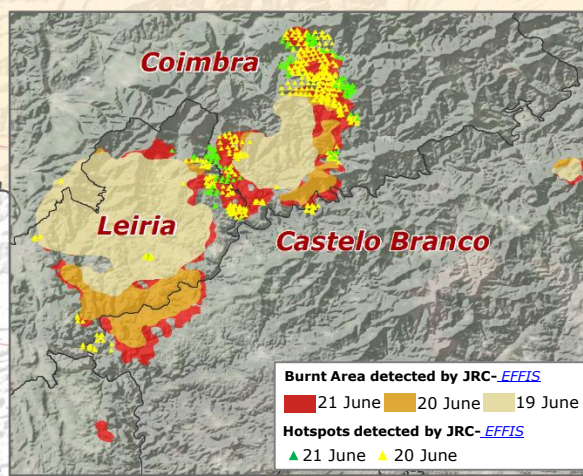 Coimbra
Leiria
Castelo Branco
Burnt Area detected by JRC- EFFIS
21 June 20 June 19 June
Hotspots detected by JRC- EFFIS
21 June 20 June